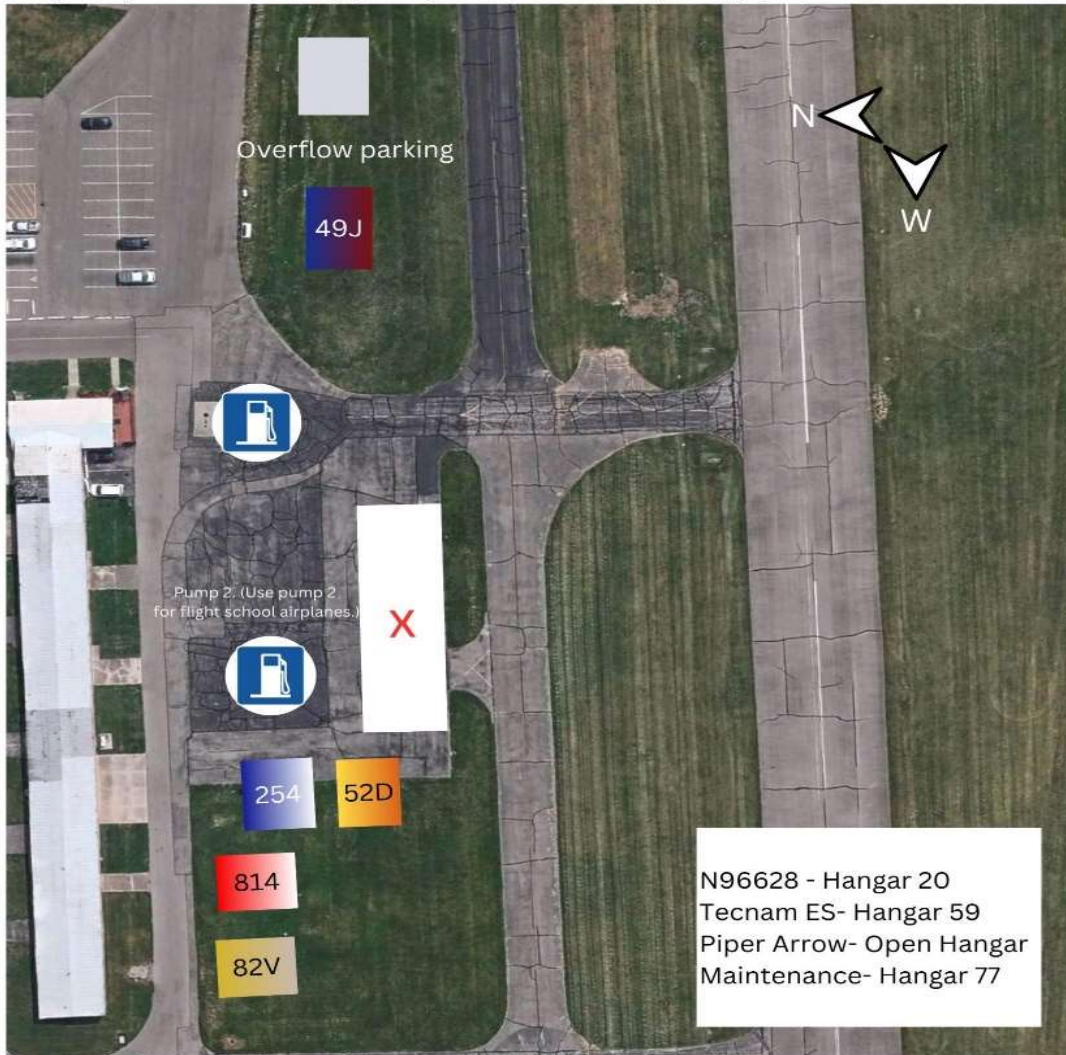 N
W
Overflow parking
49J
Pump 2. (Use pump 2
for flight school airplanes.)
X
254
52D
814
82V
N96628 - Hangar 20
Tecnam ES- Hangar 59
Piper Arrow- Open Hangar
Maintenance- Hangar 77